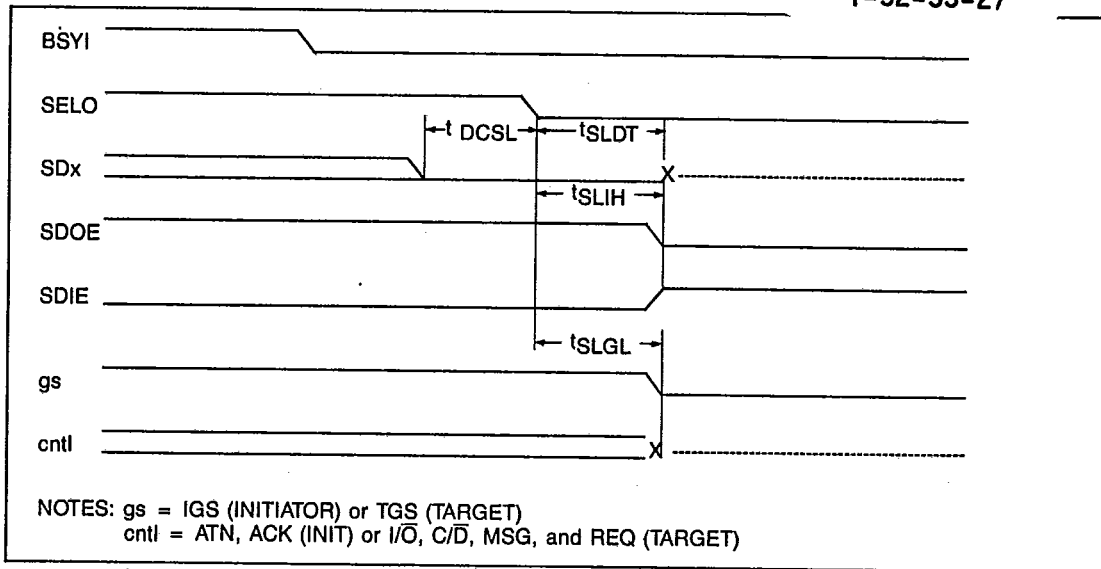 BSYI
SELO
t DCSL tSLDT
SDx
X
tSLIH
SDOE
SDIE
tSLGL
gs
cntl
X
NOTES: gs = IGS (INITIATOR) or TGS (TARGET)
cntl = ATN, ACK (INIT) or I/O̅, C/D̅, MSG, and REQ (TARGET)